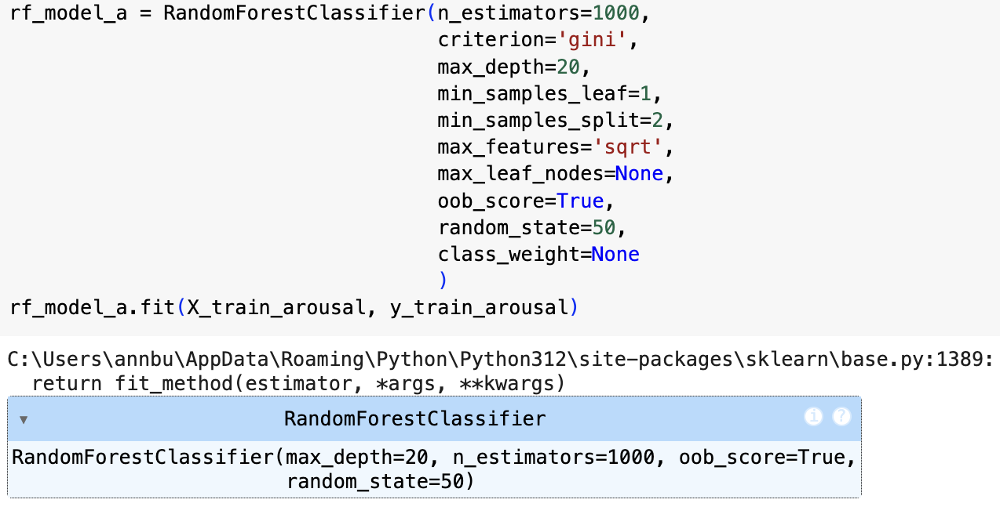 rf_model_a = RandomForestClassifier(n_estimators=1000,
criterion='gini',
max_depth=20,
min_samples_leaf=1,
min_samples_split=2,
max_features='sqrt',
max_leaf_nodes=None,
oob_score=True,
random_state=50,
class_weight=None
)
rf_model_a.fit(X_train_arousal, y_train_arousal)
C:\Users\annbu\AppData\Roaming\Python\Python312\site-packages\sklearn\base.py:1389:
return fit_method(estimator, *args, **kwargs)
▾ RandomForestClassifier i ?
RandomForestClassifier(max_depth=20, n_estimators=1000, oob_score=True,
random_state=50)